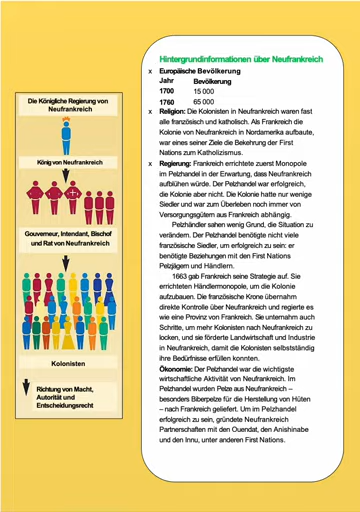 Die Königliche Regierung von
Neufrankreich
König von Neufrankreich
Gouverneur, Intendant, Bischof
und Rat von Neufrankreich
Kolonisten
Richtung von Macht,
Autorität und
Entscheidungsrecht
Hintergrundinformationen über Neufrankreich
x Europäische Bevölkerung
Jahr Bevölkerung
1700 15 000
1760 65 000
x Religion: Die Kolonisten in Neufrankreich waren fast
alle französisch und katholisch. Als Frankreich die
Kolonie von Neufrankreich in Nordamerika aufbaute,
war eines seiner Ziele die Bekehrung der First
Nations zum Katholizismus.
x Regierung: Frankreich errichtete zuerst Monopole
im Pelzhandel in der Erwartung, dass Neufrankreich
aufblühen würde. Der Pelzhandel war erfolgreich,
die Kolonie aber nicht. Die Kolonie hatte nur wenige
Siedler und war zum Überleben noch immer von
Versorgungsgütern aus Frankreich abhängig.
Pelzhändler sahen wenig Grund, die Situation zu
verändern. Der Pelzhandel benötigte nicht viele
französische Siedler, um erfolgreich zu sein: er
benötigte Beziehungen mit den First Nations
Pelzjägern und Händlern.
1663 gab Frankreich seine Strategie auf. Sie
errichteten Händlermonopole, um die Kolonie
aufzubauen. Die französische Krone übernahm
direkte Kontrolle über Neufrankreich und regierte es
wie eine Provinz von Frankreich. Sie unternahm auch
Schritte, um mehr Kolonisten nach Neufrankreich zu
locken, und sie förderte Landwirtschaft und Industrie
in Neufrankreich, damit die Kolonisten selbstständig
ihre Bedürfnisse erfüllen konnten.
Ökonomie: Der Pelzhandel war die wichtigste
wirtschaftliche Aktivität von Neufrankreich. Im
Pelzhandel wurden Pelze aus Neufrankreich –
besonders Biberpelze für die Herstellung von Hüten
– nach Frankreich geliefert. Um im Pelzhandel
erfolgreich zu sein, gründete Neufrankreich
Partnerschaften mit den Ouendat, den Anishinabe
und den Innu, unter anderen First Nations.